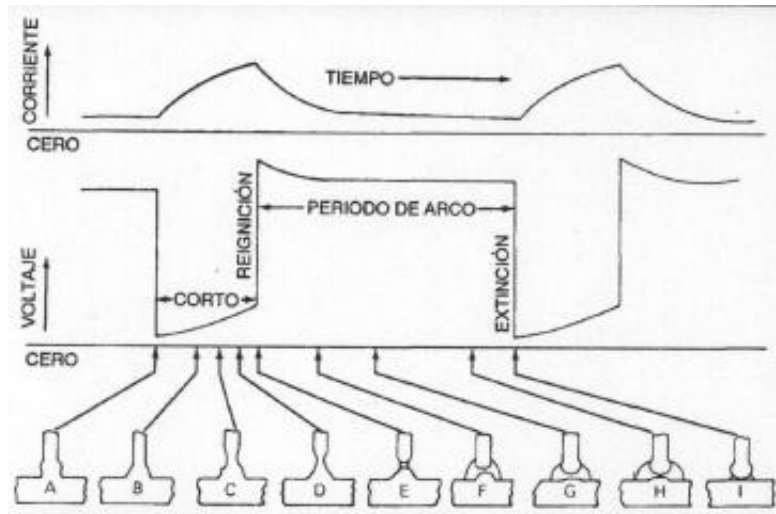 CORRIENTE
TIEMPO
CERO
REIGNICIÓN
PERIODO DE ARCO
VOLTAJE
CORTO
EXTINCIÓN
CERO
A B C D E F G H I